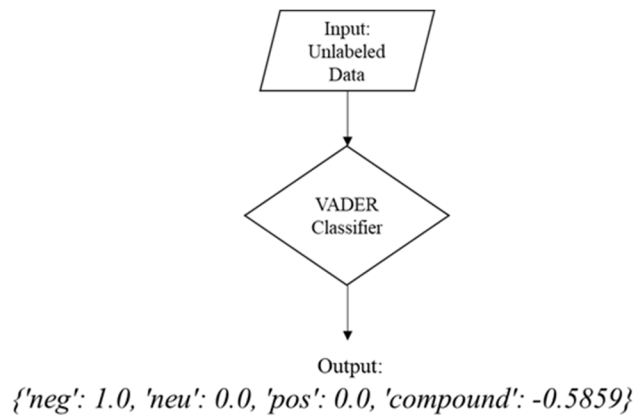 Input:
Unlabeled
Data
VADER
Classifier
Output:
{'neg': 1.0, 'neu': 0.0, 'pos': 0.0, 'compound': -0.5859}